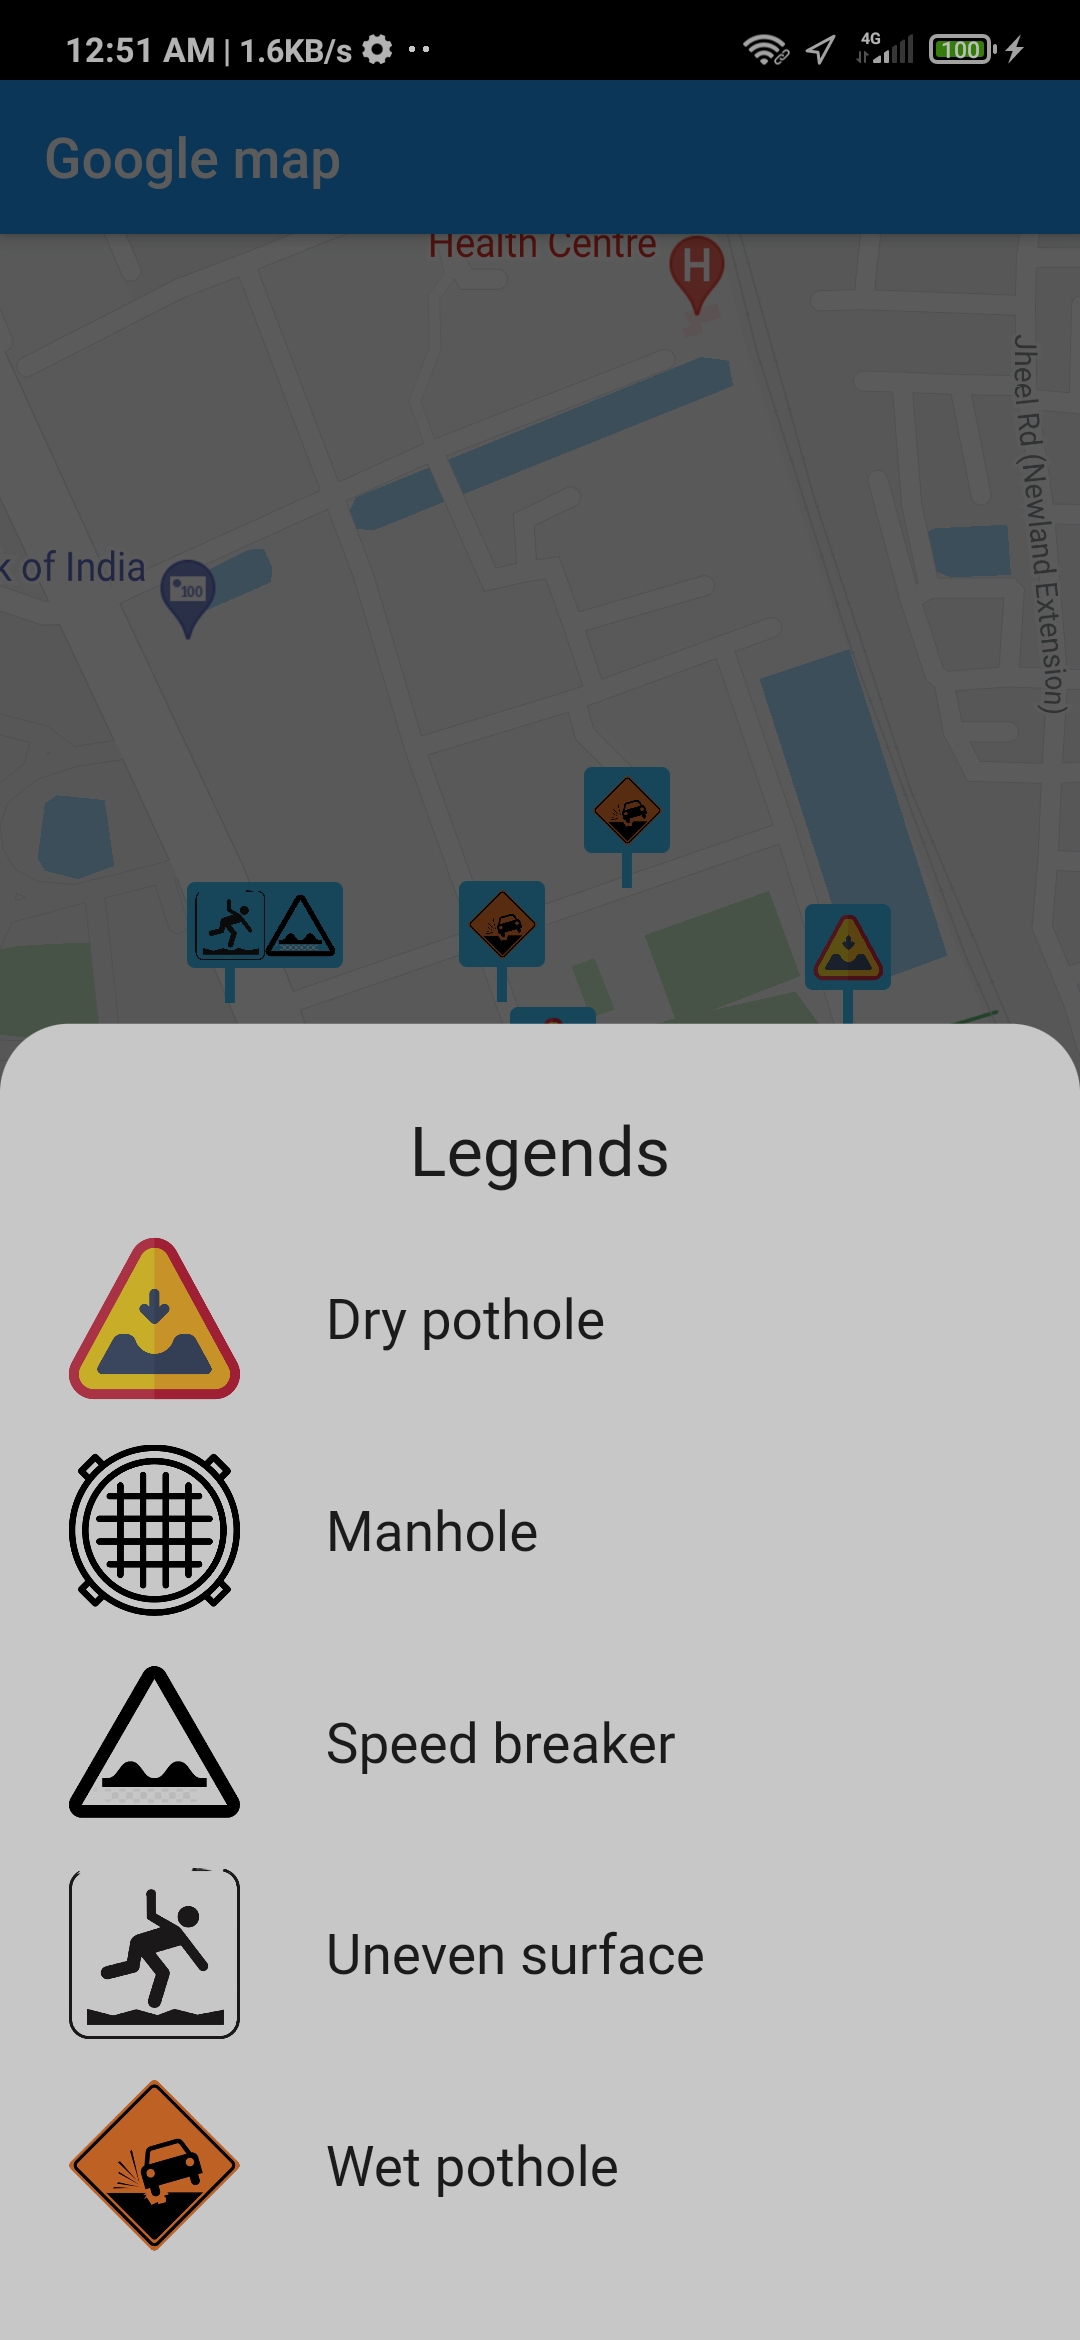 12:51 AM | 1.6KB/s
4G
100
Google map
Health Centre
H
Jheel Rd (Newland Extension)
k of India
100
Legends
Dry pothole
Manhole
Speed breaker
Uneven surface
Wet pothole